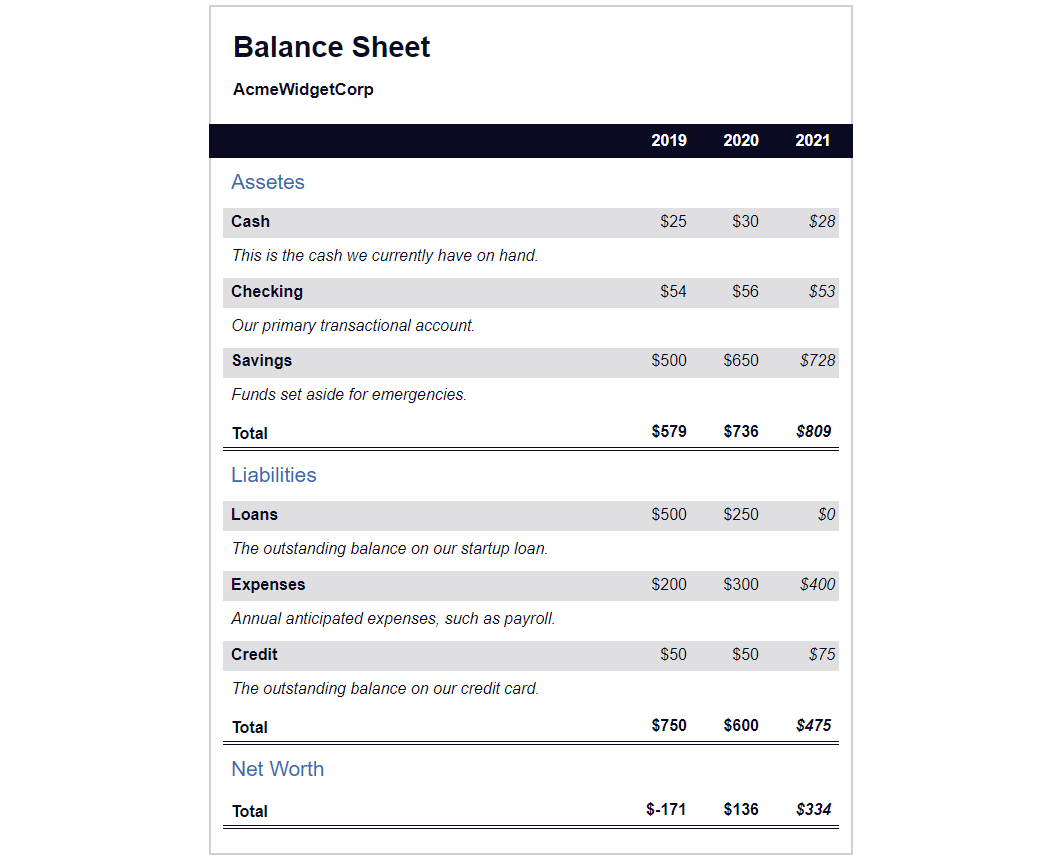 Balance Sheet
AcmeWidgetCorp
2019 2020 2021
Assetes
Cash $25 $30 $28
This is the cash we currently have on hand.
Checking $54 $56 $53
Our primary transactional account.
Savings $500 $650 $728
Funds set aside for emergencies.
Total $579 $736 $809
Liabilities
Loans $500 $250 $0
The outstanding balance on our startup loan.
Expenses $200 $300 $400
Annual anticipated expenses, such as payroll.
Credit $50 $50 $75
The outstanding balance on our credit card.
Total $750 $600 $475
Net Worth
Total $-171 $136 $334